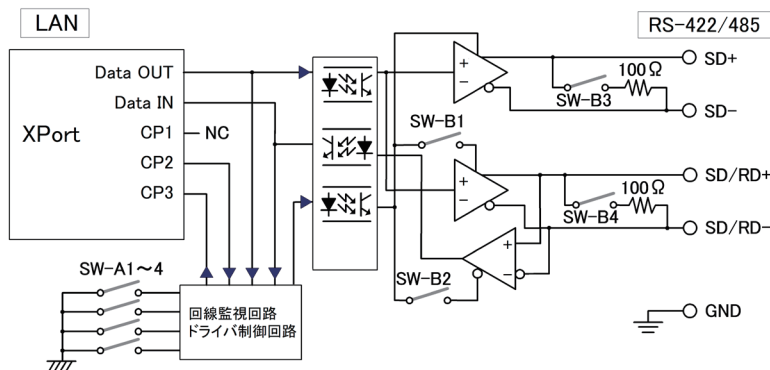 LAN
RS-422/485
XPort
Data OUT
Data IN
CP1
NC
CP2
CP3
SW-A1～4
回線監視回路
ドライバ制御回路
SW-B1
SW-B2
+
−
+
−
+
−
SW-B3
100Ω
SW-B4
100Ω
SD+
SD-
SD/RD+
SD/RD-
GND